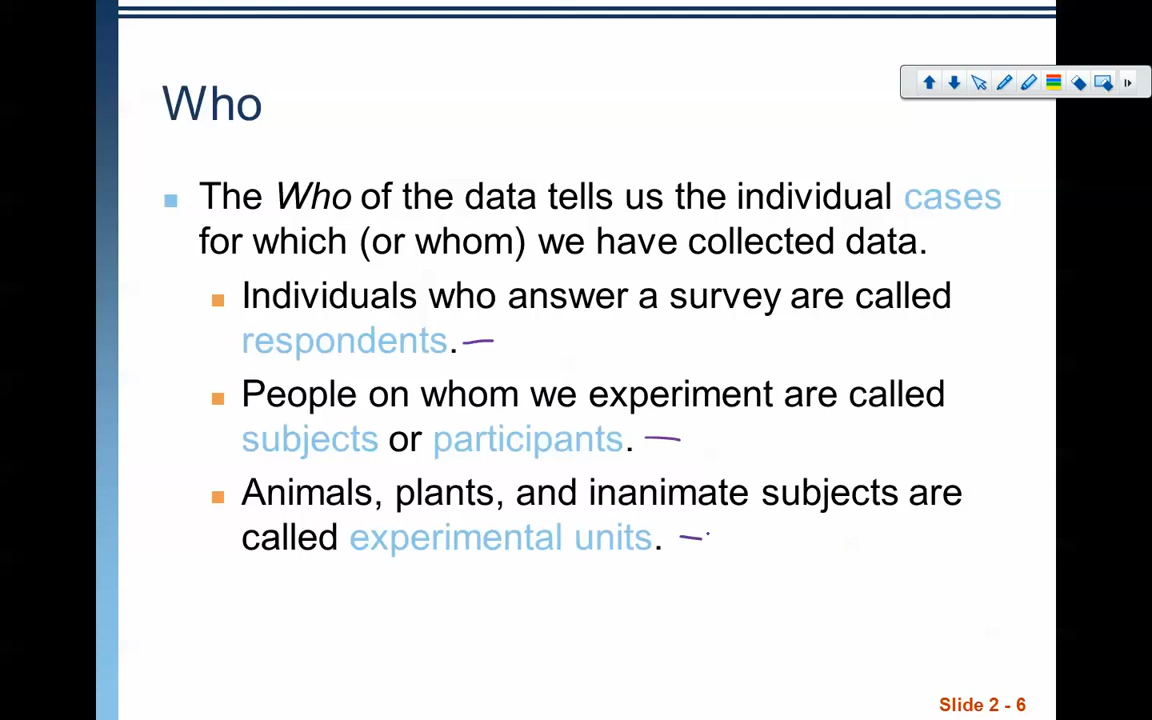 Who
The Who of the data tells us the individual cases
for which (or whom) we have collected data.
Individuals who answer a survey are called
respondents.
People on whom we experiment are called
subjects or participants.
Animals, plants, and inanimate subjects are
called experimental units.
Slide 2 - 6